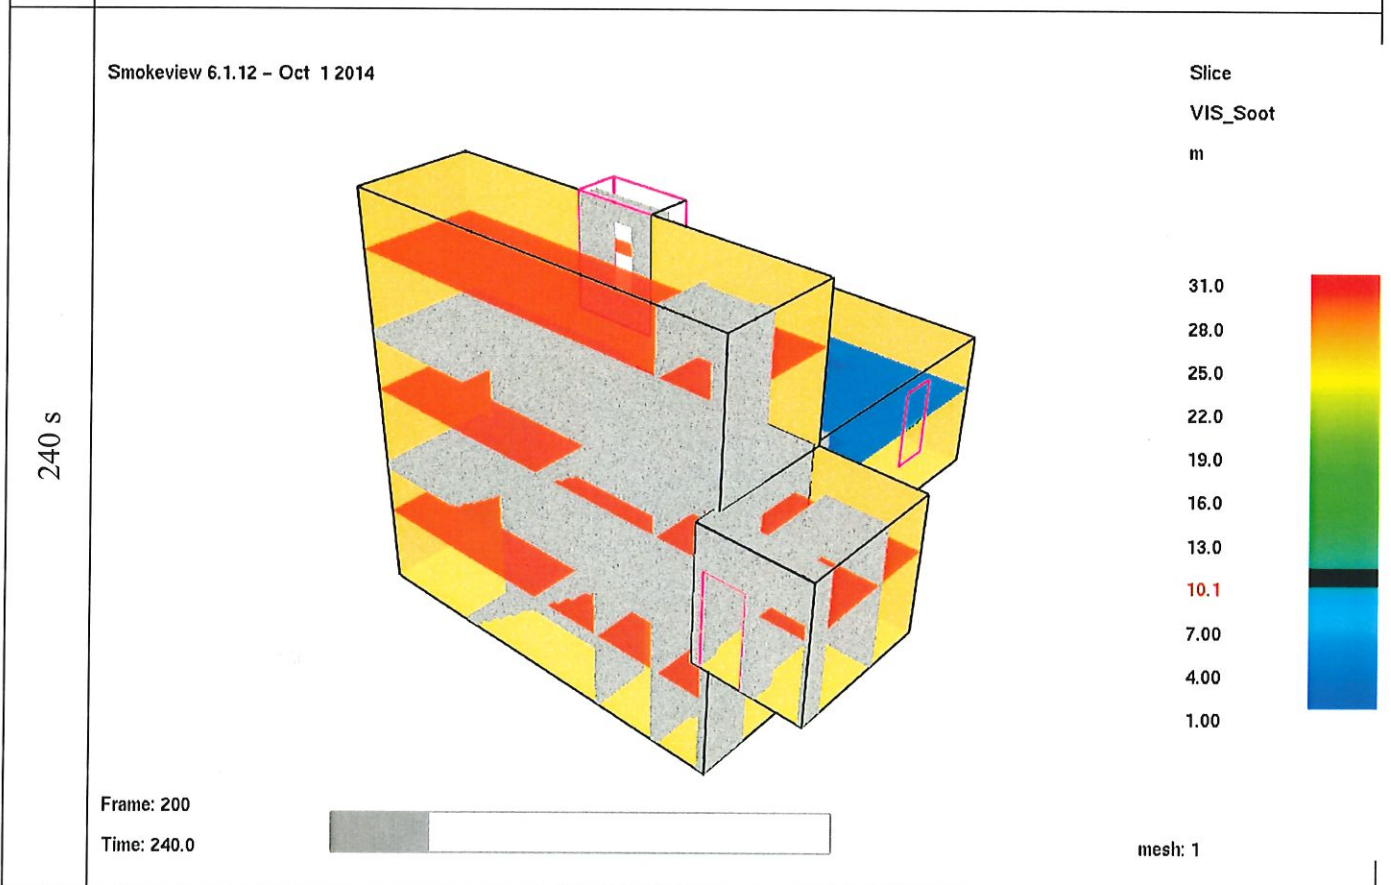 Smokeview 6.1.12 – Oct 1 2014
Slice
VIS_Soot
m
31.0
28.0
25.0
22.0
19.0
16.0
13.0
10.1
7.00
4.00
1.00
240 s
Frame: 200
Time: 240.0
mesh: 1